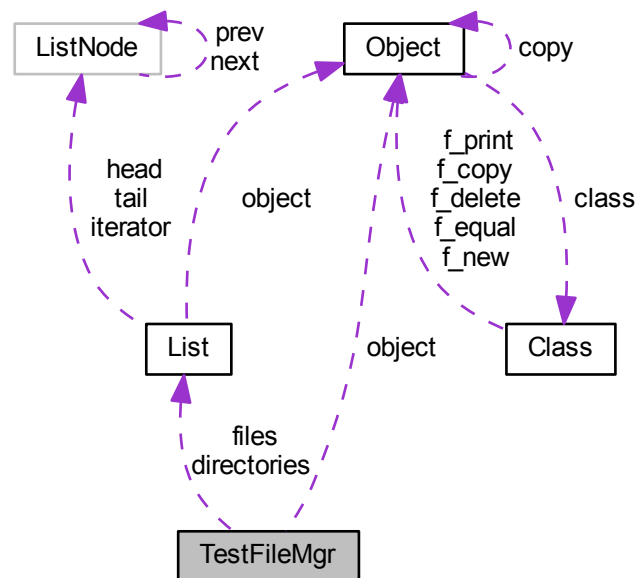 prev
ListNode
Object
copy
next
f_print
head
f_copy
tail
object
f_delete
class
iterator
f_equal
f_new
List
object
Class
files
directories
TestFileMgr